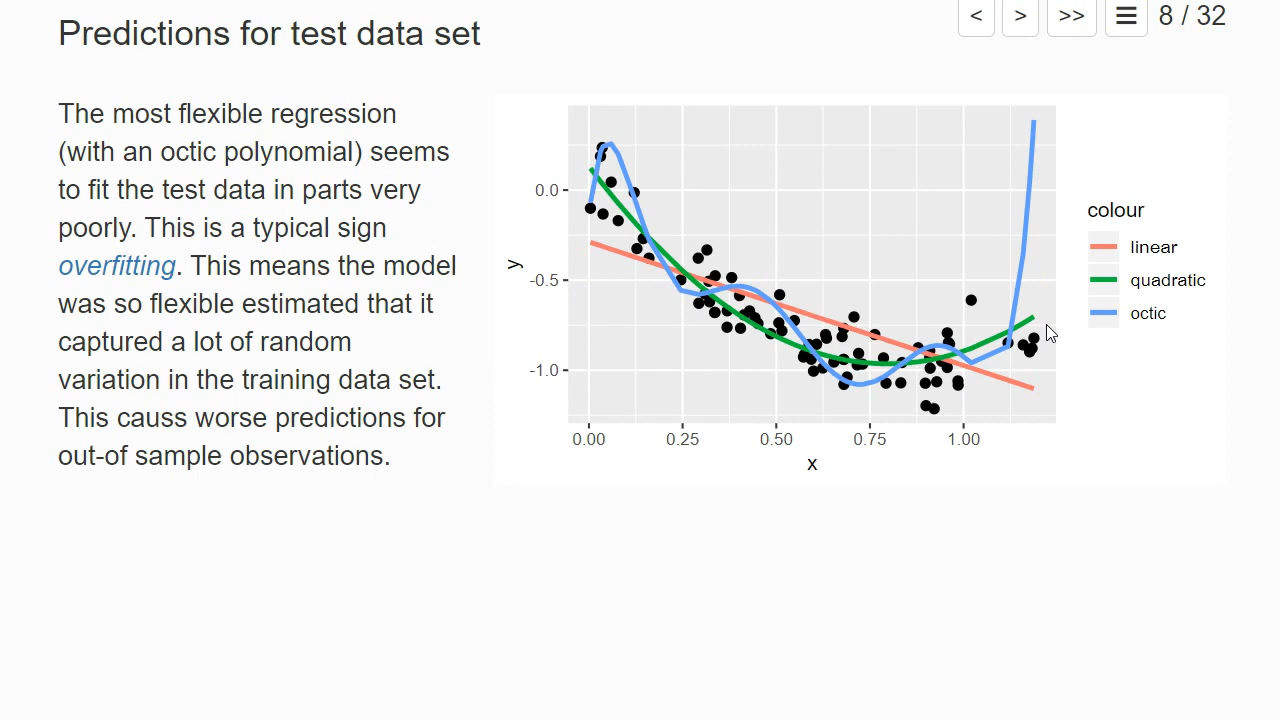 Predictions for test data set
< > >> ☰ 8 / 32
The most flexible regression
(with an octic polynomial) seems
to fit the test data in parts very
poorly. This is a typical sign
overfitting. This means the model
was so flexible estimated that it
captured a lot of random
variation in the training data set.
This causs worse predictions for
out-of sample observations.
0.0
-0.5
-1.0
y
0.00 0.25 0.50 0.75 1.00
x
colour
linear
quadratic
octic